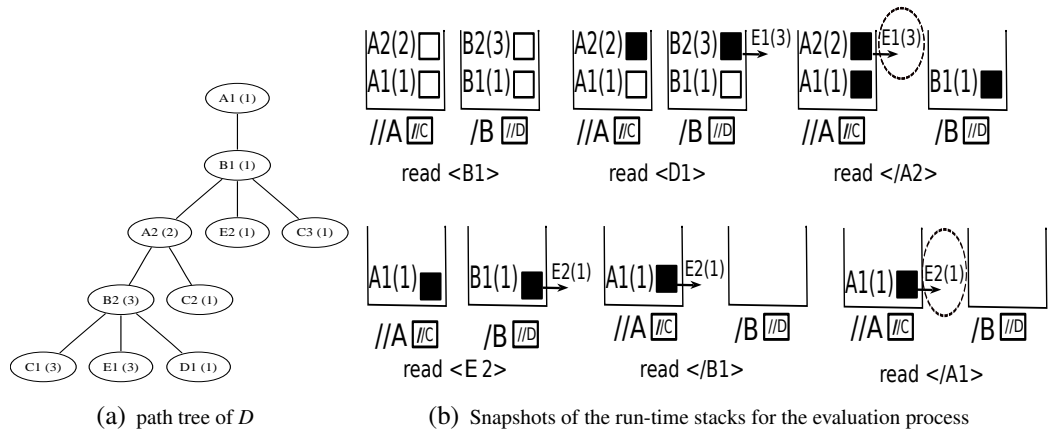 A1 (1)
B1 (1)
A2 (2) E2 (1) C3 (1)
B2 (3) C2 (1)
C1 (3) E1 (3) D1 (1)
(a) path tree of D
A2(2) B2(3)
A1(1) B1(1)
//A //C /B //D
read <B1>
A2(2) B2(3) E1(3)
A1(1) B1(1)
//A //C /B //D
read <D1>
A2(2) E1(3)
A1(1) B1(1)
//A //C /B //D
read </A2>
A1(1) B1(1) E2(1)
//A //C /B //D
read <E 2>
A1(1) E2(1)
//A //C /B //D
read </B1>
A1(1) E2(1)
//A //C /B //D
read </A1>
(b) Snapshots of the run-time stacks for the evaluation process